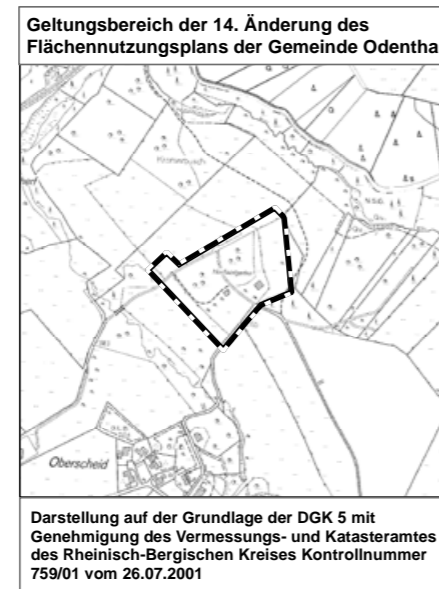 Geltungsbereich der 14. Änderung des
Flächennutzungsplans der Gemeinde Odentha
Oberscheid
Darstellung auf der Grundlage der DGK 5 mit
Genehmigung des Vermessungs- und Katasteramtes
des Rheinisch-Bergischen Kreises Kontrollnummer
759/01 vom 26.07.2001